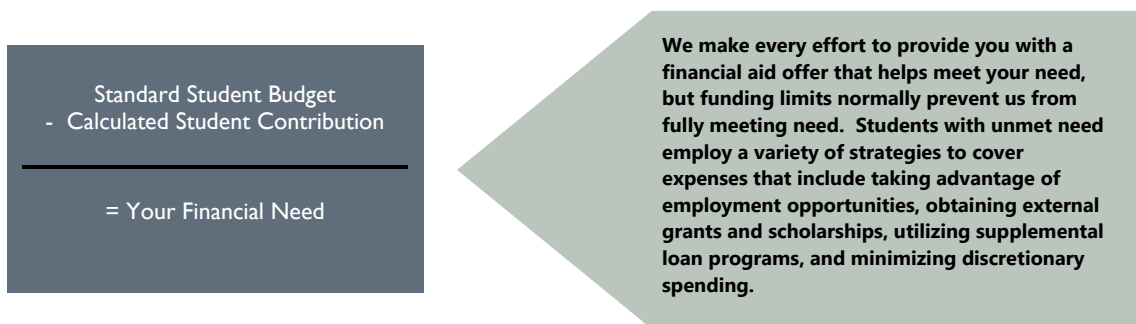 Standard Student Budget
- Calculated Student Contribution
= Your Financial Need
We make every effort to provide you with a
financial aid offer that helps meet your need,
but funding limits normally prevent us from
fully meeting need.  Students with unmet need
employ a variety of strategies to cover
expenses that include taking advantage of
employment opportunities, obtaining external
grants and scholarships, utilizing supplemental
loan programs, and minimizing discretionary
spending.